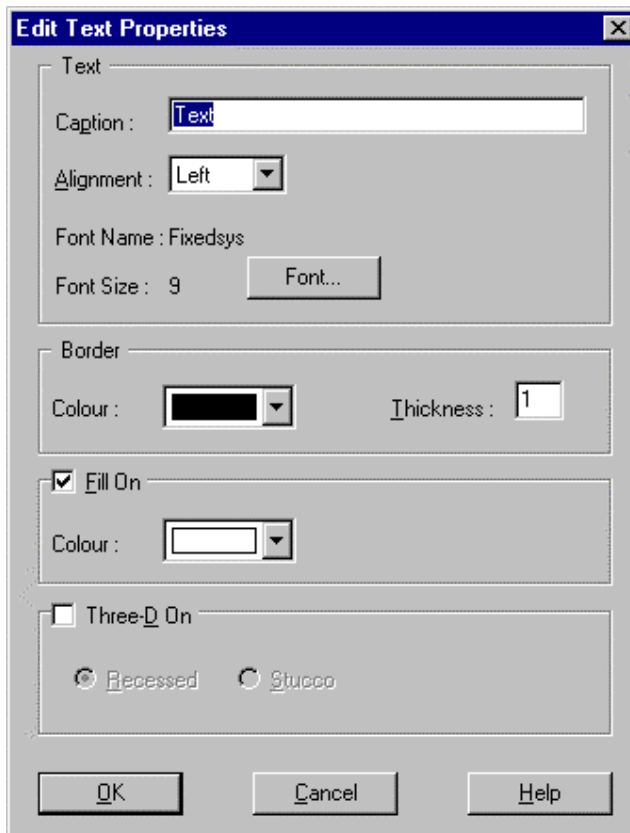 Edit Text Properties
Text
Caption : Text
Alignment : Left
Font Name : Fixedsys
Font Size : 9 Font...
Border
Colour : Thickness : 1
Fill On
Colour :
Three-D On
Recessed Stucco
OK Cancel Help